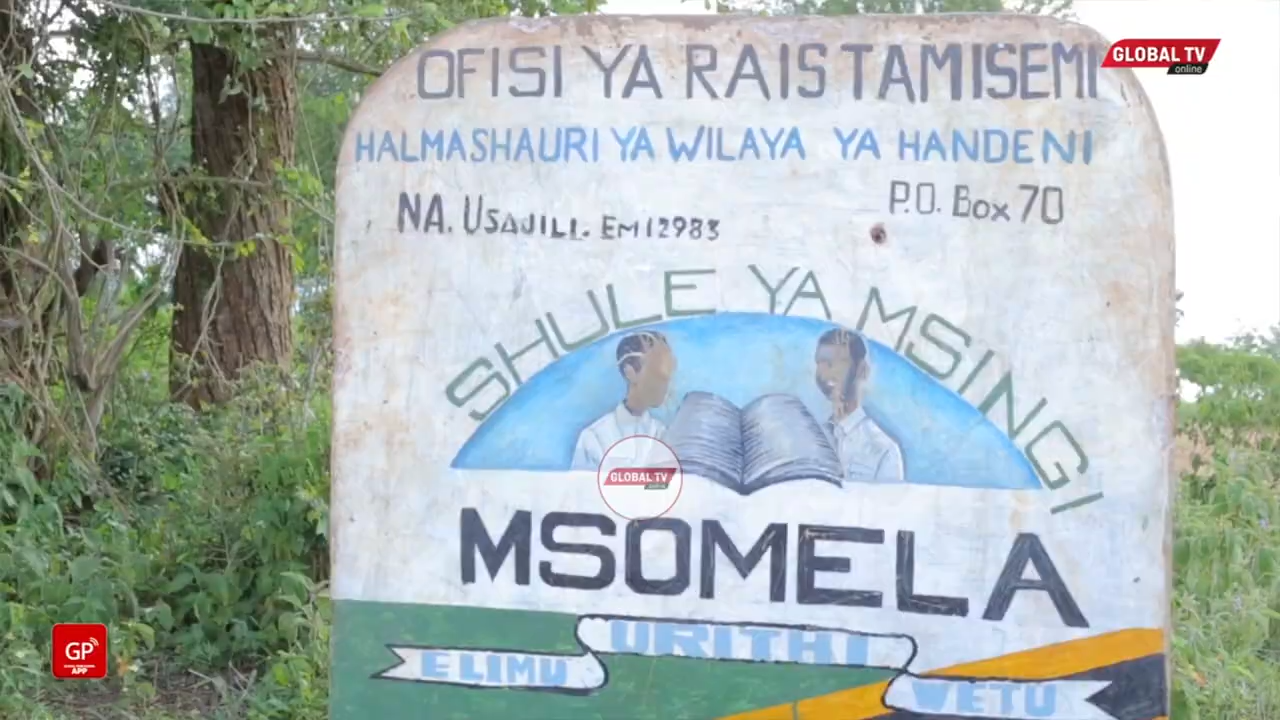 OFISI YA RAIS TAMISEMI
HALMASHAURI YA WILAYA YA HANDENI
NA. USAJILI. EM12983
P.O. Box 70
SHULE YA MSINGI
MSOMELA
ELIMU URITHI WETU
GLOBAL TV
online
GLOBAL TV
GP
APP